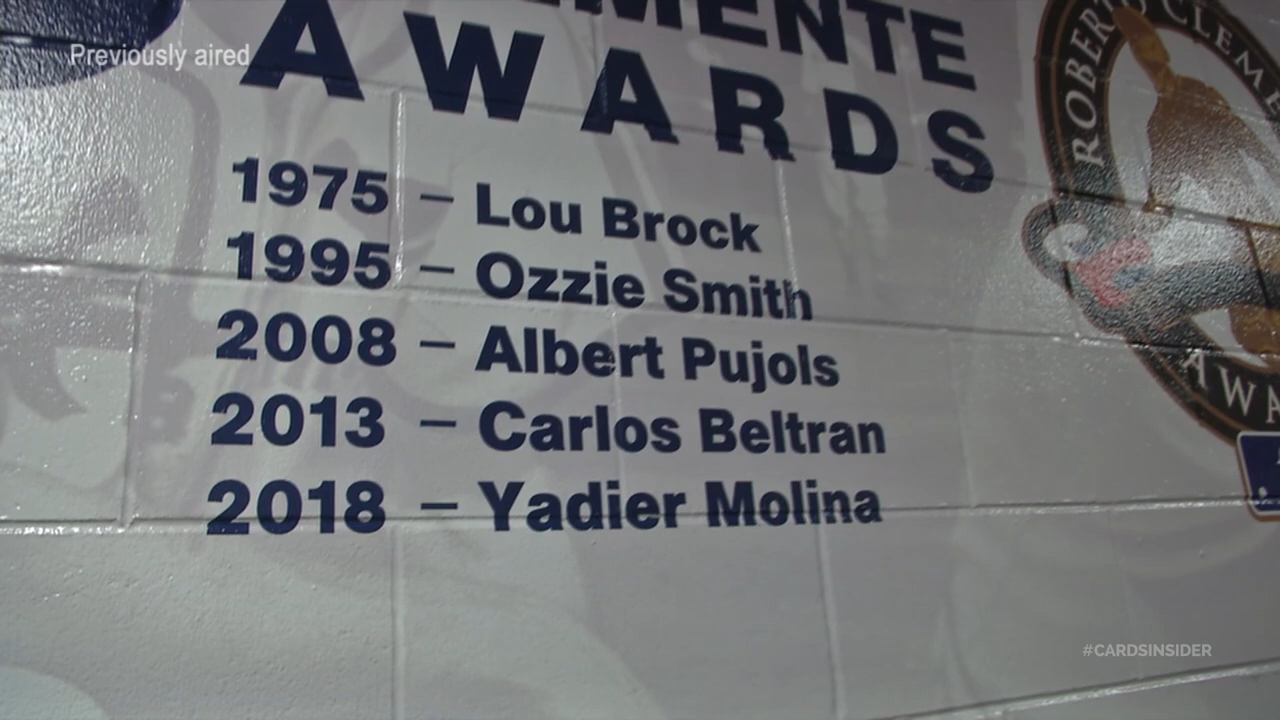 Previously aired
AWARDS
1975 – Lou Brock
1995 – Ozzie Smith
2008 – Albert Pujols
2013 – Carlos Beltran
2018 – Yadier Molina
#CARDSINSIDER